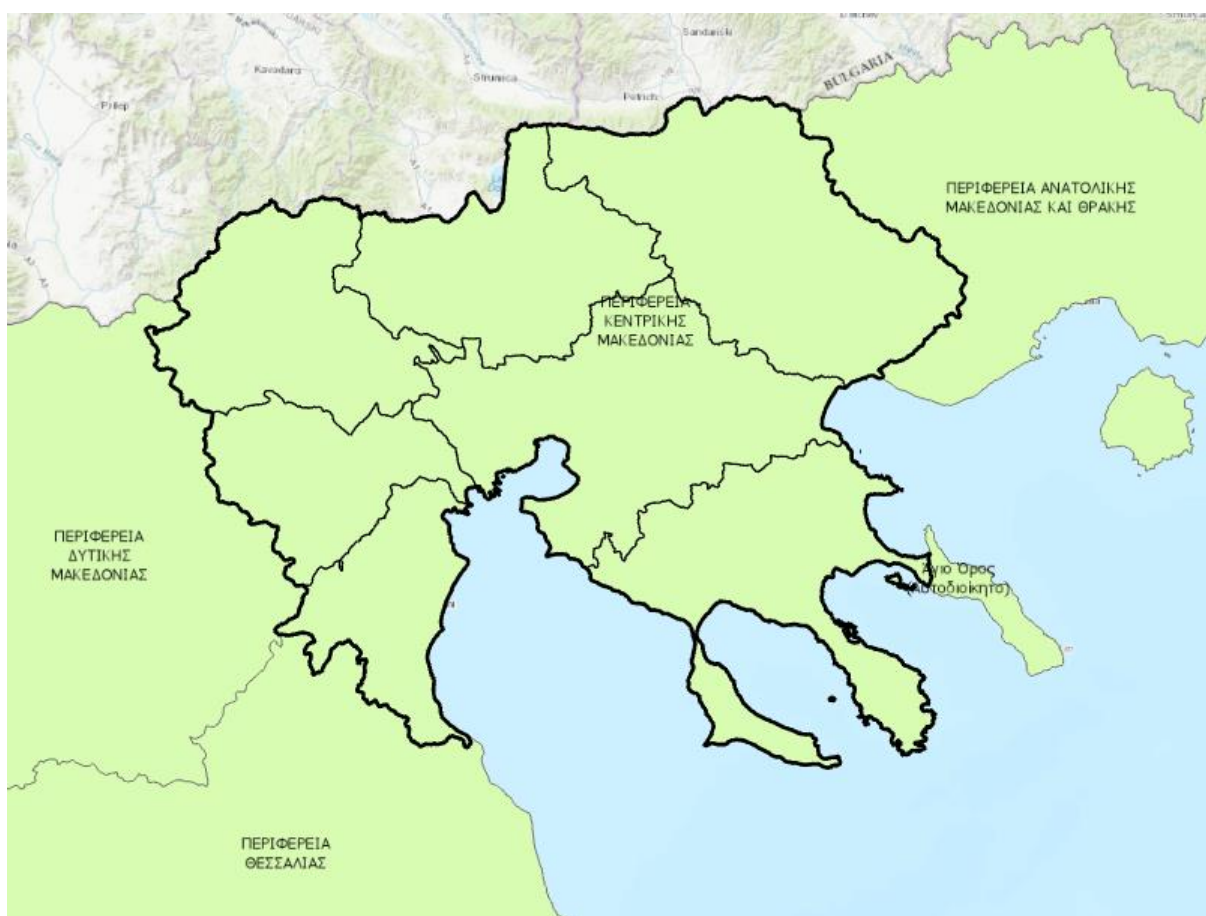 Sandanski
Kavadarci
Strumica
Petrich
BULGARIA
Prilep
ΠΕΡΙΦΕΡΕΙΑ ΑΝΑΤΟΛΙΚΗΣ
ΜΑΚΕΔΟΝΙΑΣ ΚΑΙ ΘΡΑΚΗΣ
ΠΕΡΙΦΕΡΕΙΑ
ΚΕΝΤΡΙΚΗΣ
ΜΑΚΕΔΟΝΙΑΣ
ΠΕΡΙΦΕΡΕΙΑ
ΔΥΤΙΚΗΣ
ΜΑΚΕΔΟΝΙΑΣ
Άγιο Όρος
(Αυτοδιοίκητο)
ΠΕΡΙΦΕΡΕΙΑ
ΘΕΣΣΑΛΙΑΣ